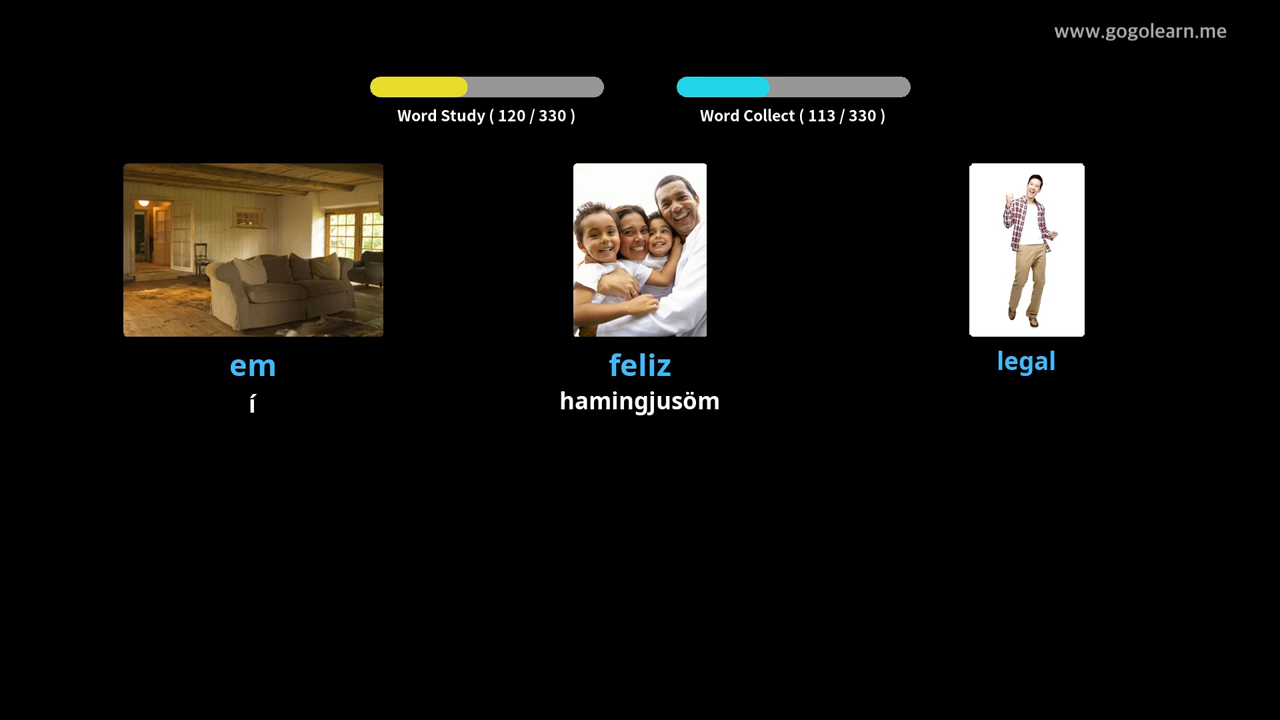 www.gogolearn.me
Word Study ( 120 / 330 )
Word Collect ( 113 / 330 )
em
feliz
legal
í
hamingjusöm